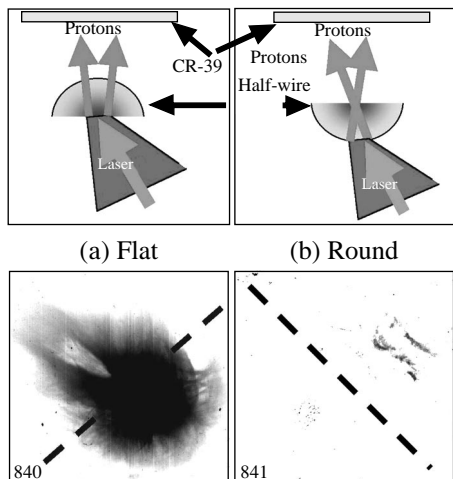 Protons
CR-39
Laser
Protons
Protons
Half-wire
Laser
(a) Flat
(b) Round
840
841